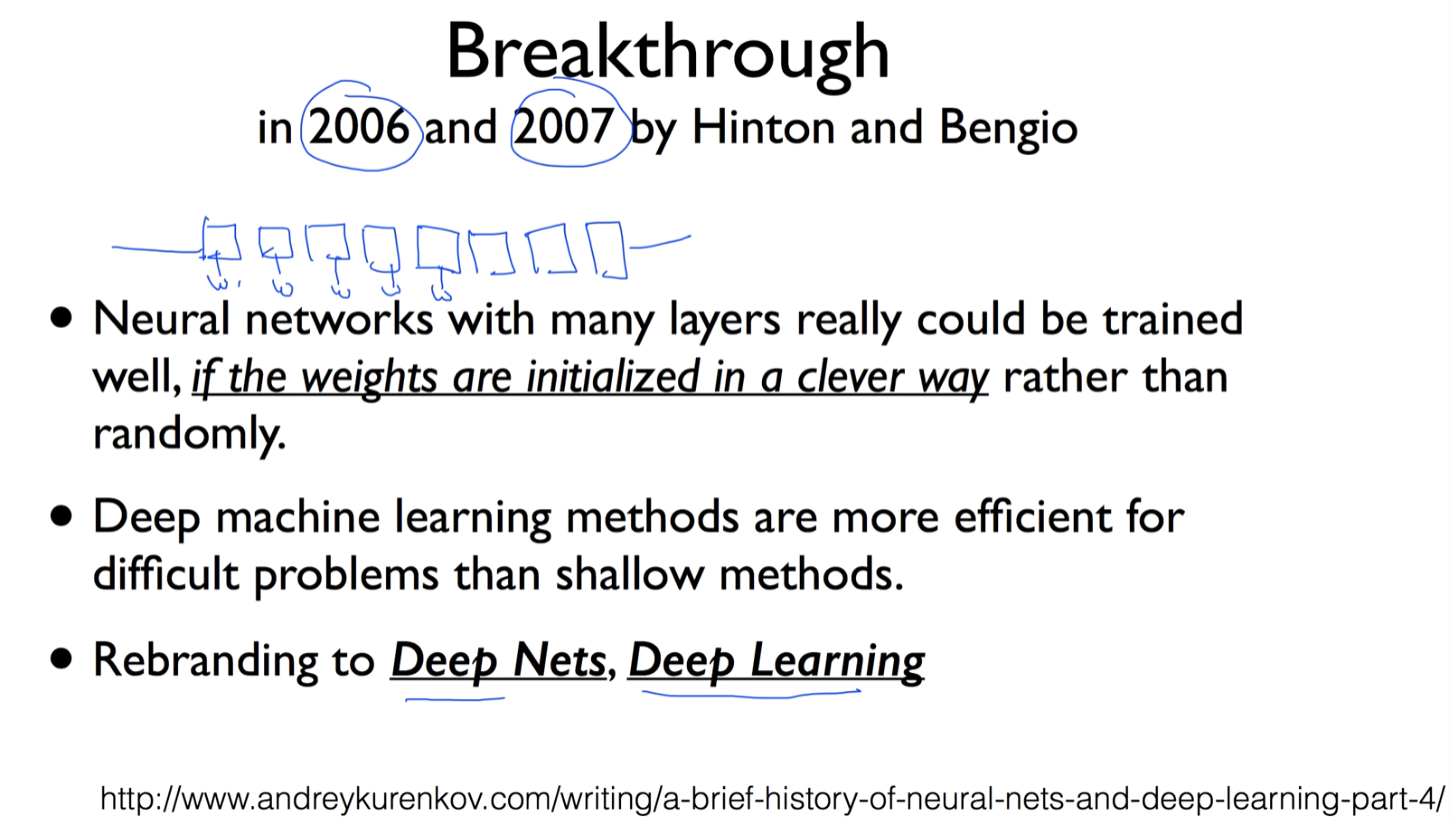 Breakthrough
in 2006 and 2007 by Hinton and Bengio
w, w w w w
• Neural networks with many layers really could be trained
well, if the weights are initialized in a clever way rather than
randomly.
• Deep machine learning methods are more efficient for
difficult problems than shallow methods.
• Rebranding to Deep Nets, Deep Learning
http://www.andreykurenkov.com/writing/a-brief-history-of-neural-nets-and-deep-learning-part-4/